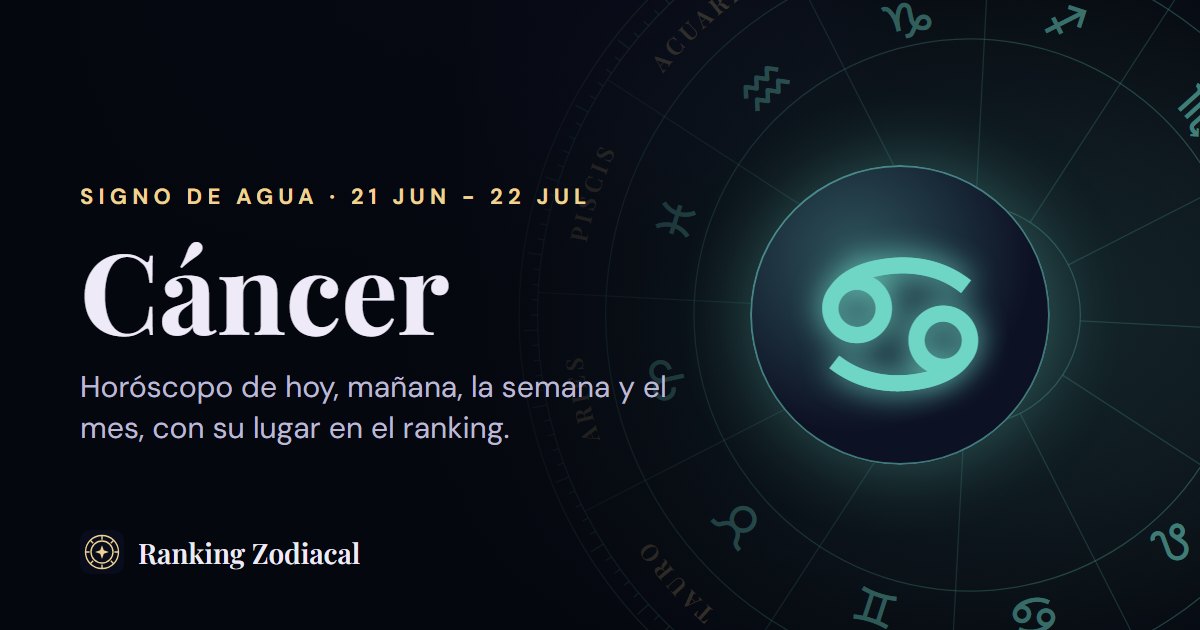 SIGNO DE AGUA · 21 JUN – 22 JUL
Cáncer
Horóscopo de hoy, mañana, la semana y el
mes, con su lugar en el ranking.
Ranking Zodiacal
PISCIS
ARIES
TAURO